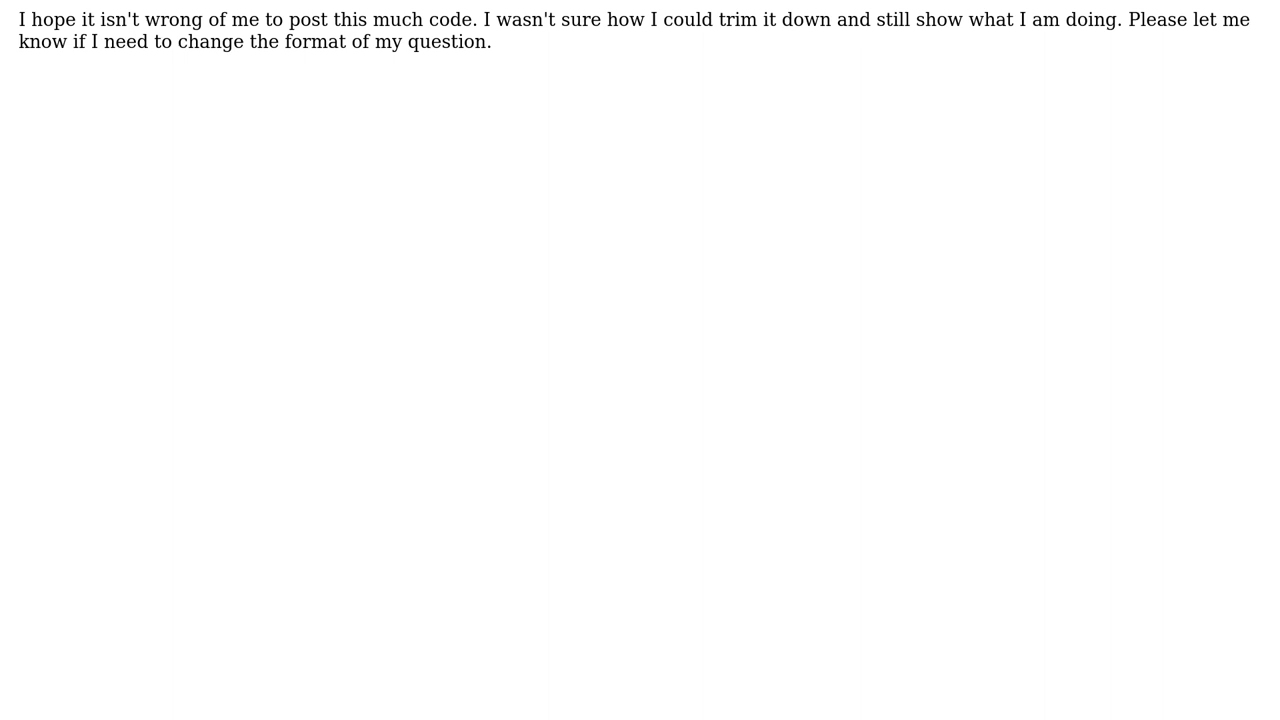 I hope it isn't wrong of me to post this much code. I wasn't sure how I could trim it down and still show what I am doing. Please let me
know if I need to change the format of my question.